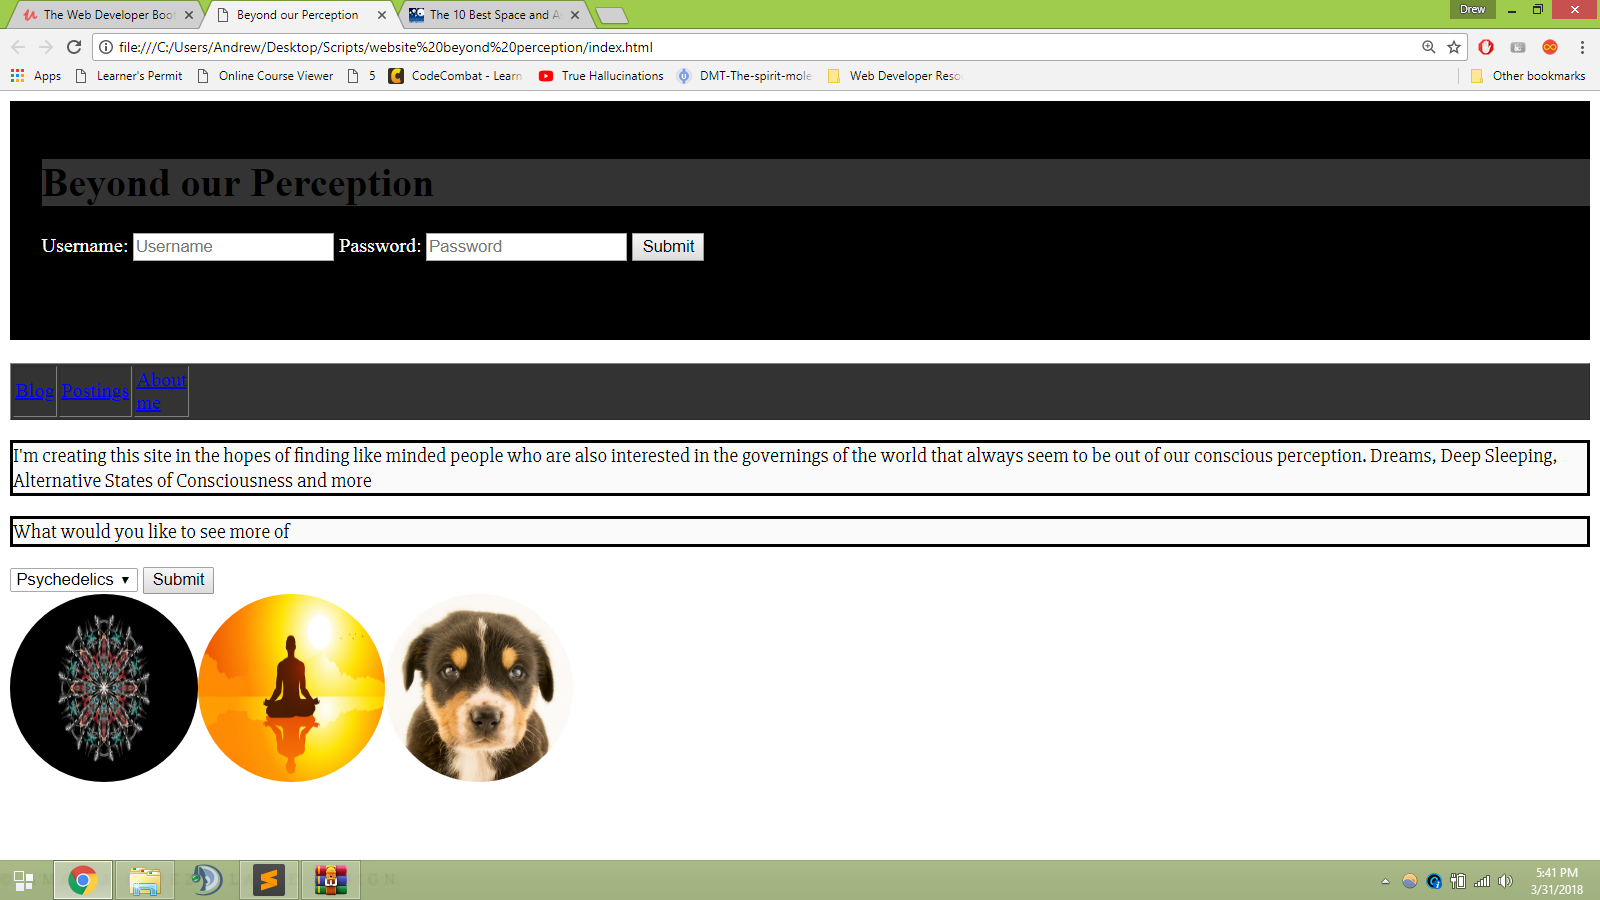 The Web Developer Boot
Beyond our Perception
The 10 Best Space and A
Drew
file:///C:/Users/Andrew/Desktop/Scripts/website%20beyond%20perception/index.html
Apps
Learner's Permit
Online Course Viewer
5
CodeCombat - Learn
True Hallucinations
DMT-The-spirit-mole
Web Developer Reso
Other bookmarks
Beyond our Perception
Username: Username Password: Password Submit
Blog Postings About
me
I'm creating this site in the hopes of finding like minded people who are also interested in the governings of the world that always seem to be out of our conscious perception. Dreams, Deep Sleeping,
Alternative States of Consciousness and more
What would you like to see more of
Psychedelics Submit
5:41 PM
3/31/2018